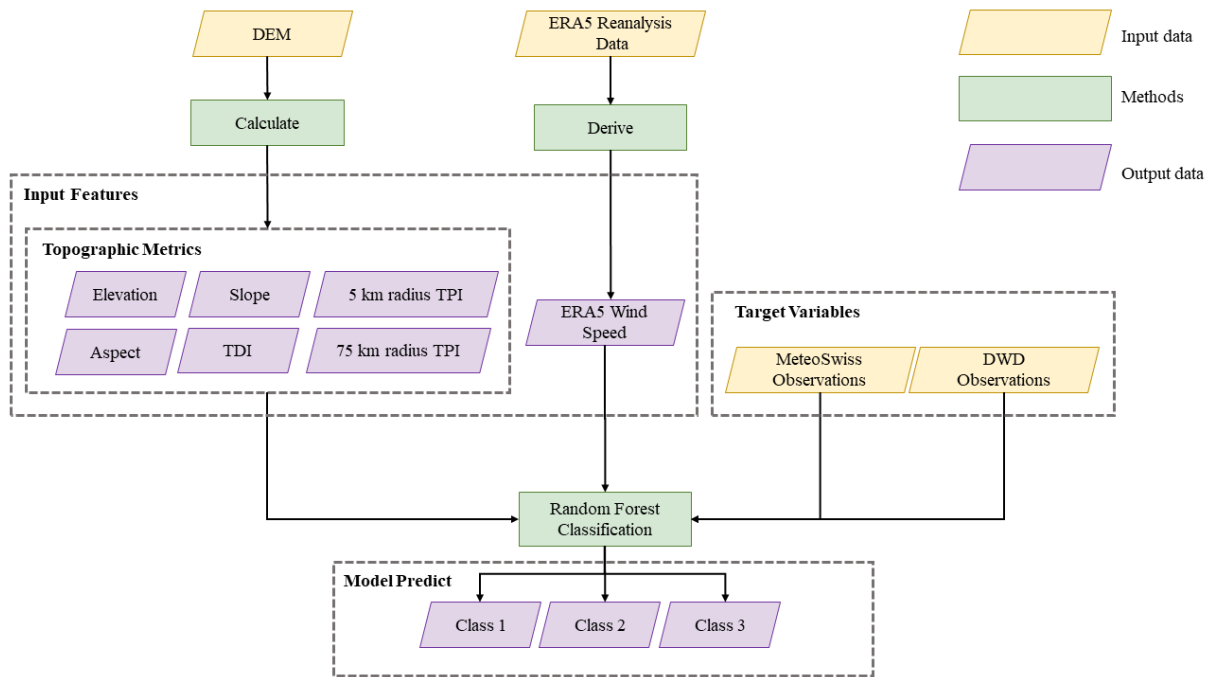 DEM
ERA5 Reanalysis
Data
Input data
Methods
Output data
Calculate
Derive
Input Features
Topographic Metrics
Elevation
Slope
5 km radius TPI
Aspect
TDI
75 km radius TPI
ERA5 Wind
Speed
Target Variables
MeteoSwiss
Observations
DWD
Observations
Random Forest
Classification
Model Predict
Class 1
Class 2
Class 3